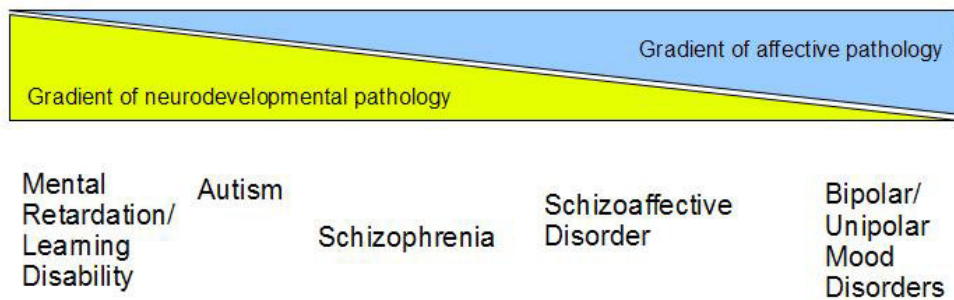 Gradient of affective pathology
Gradient of neurodevelopmental pathology
Mental
Retardation/
Learning
Disability
Autism
Schizophrenia
Schizoaffective
Disorder
Bipolar/
Unipolar
Mood
Disorders